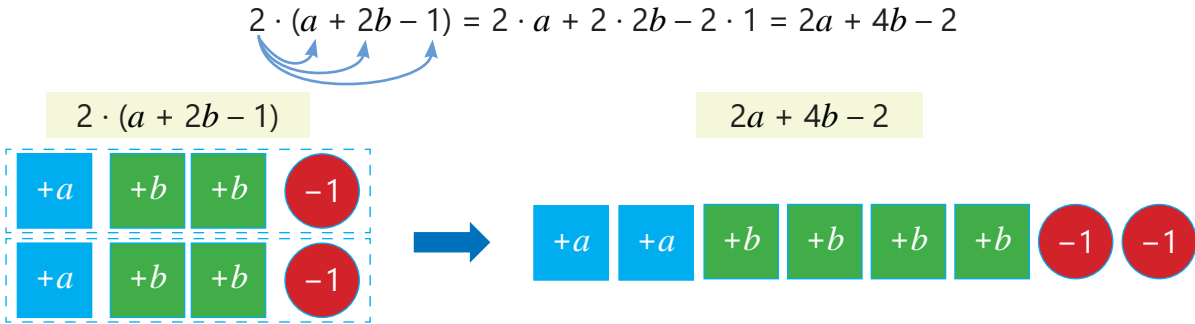 2 · (a + 2b – 1) = 2 · a + 2 · 2b – 2 · 1 = 2a + 4b – 2
2 · (a + 2b – 1)
+a +b +b –1
+a +b +b –1
2a + 4b – 2
+a +a +b +b +b +b –1 –1